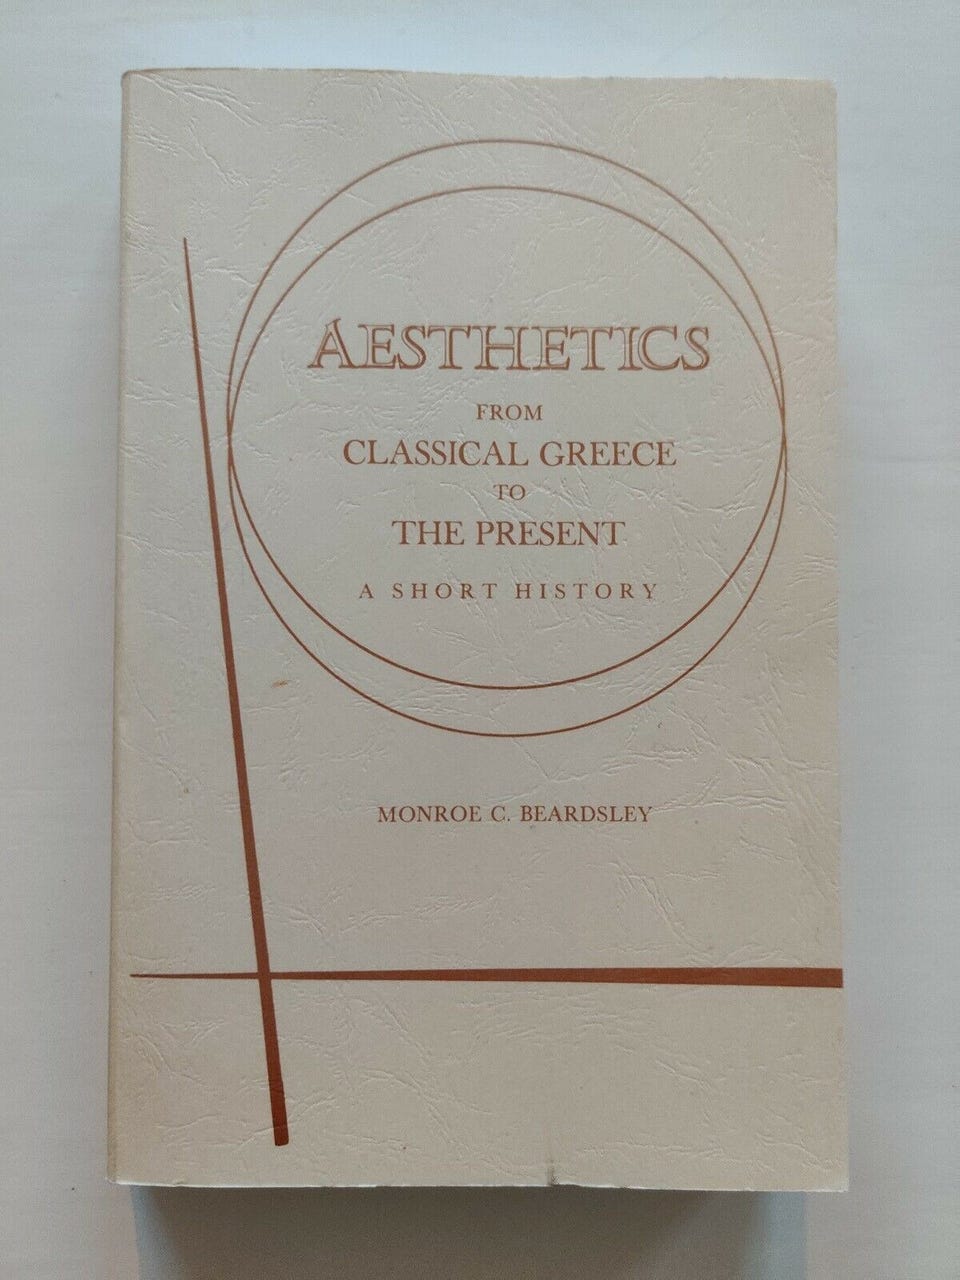 AESTHETICS
FROM
CLASSICAL GREECE
TO
THE PRESENT
A SHORT HISTORY
MONROE C. BEARDSLEY